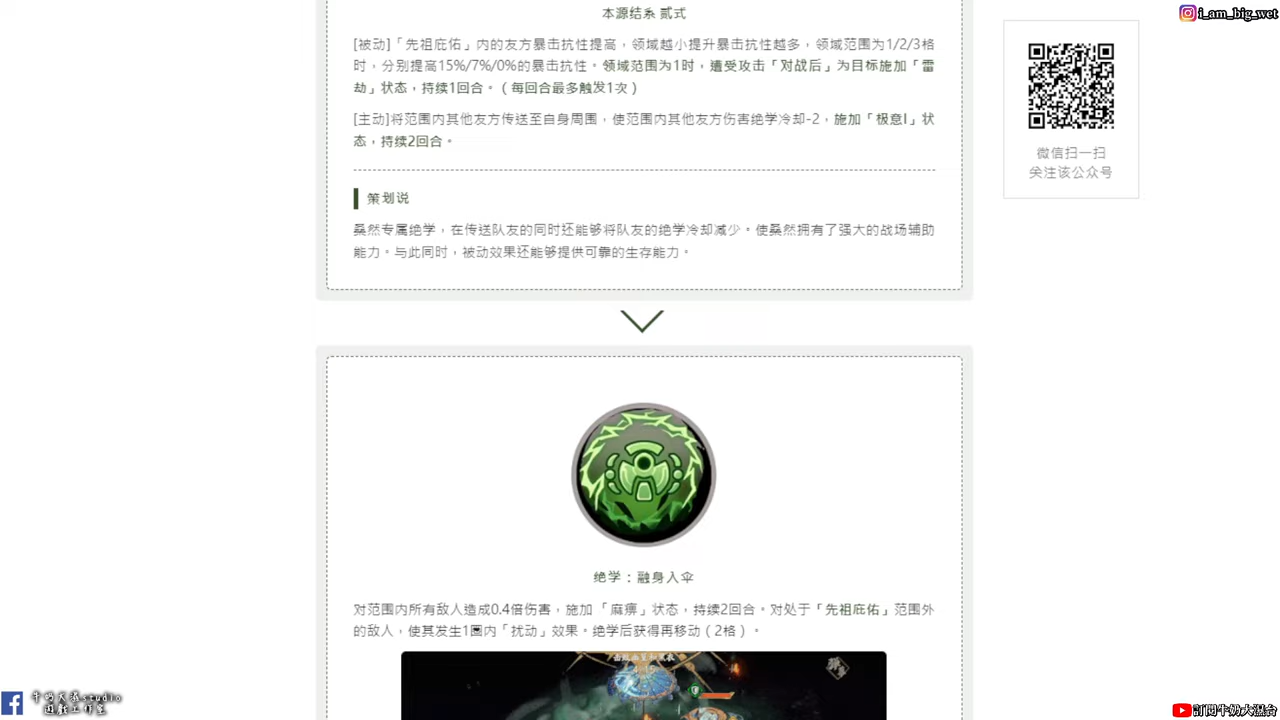 i_am_big_wet
本源结系 贰式
[被动]「先祖庇佑」内的友方暴击抗性提高，领域越小提升暴击抗性越多，领域范围为1/2/3格
时，分别提高15%/7%/0%的暴击抗性。领域范围为1时，遭受攻击「对战后」为目标施加「雷
劫」状态，持续1回合。（每回合最多触发1次）
[主动]将范围内其他友方传送至自身周围，使范围内其他友方伤害绝学冷却-2，施加「极意I」状
态，持续2回合。
策划说
桑然专属绝学，在传送队友的同时还能够将队友的绝学冷却减少。使桑然拥有了强大的战场辅助
能力。与此同时，被动效果还能够提供可靠的生存能力。
微信扫一扫
关注该公众号
绝学：融身入伞
对范围内所有敌人造成0.4倍伤害，施加「麻痹」状态，持续2回合。对处于「先祖庇佑」范围外
的敌人，使其发生1圈内「扰动」效果。绝学后获得再移动（2格）。
牛奶大混studio
遊戲工作室
訂閱牛奶大混台